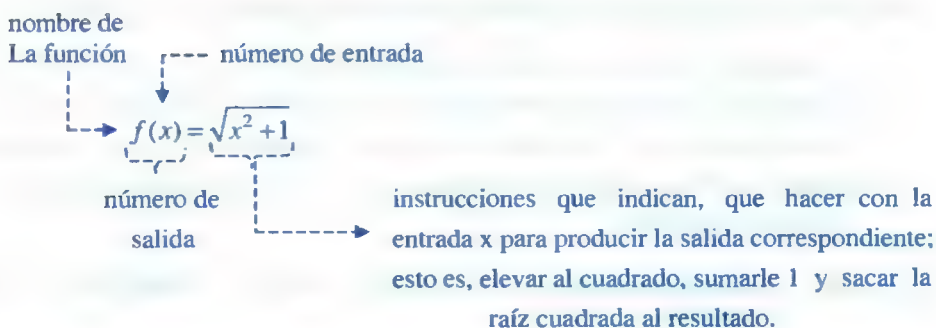 nombre de
La función
número de entrada
f(x) = √x² + 1
número de
salida
instrucciones que indican, que hacer con la
entrada x para producir la salida correspondiente;
esto es, elevar al cuadrado, sumarle 1 y sacar la
raíz cuadrada al resultado.